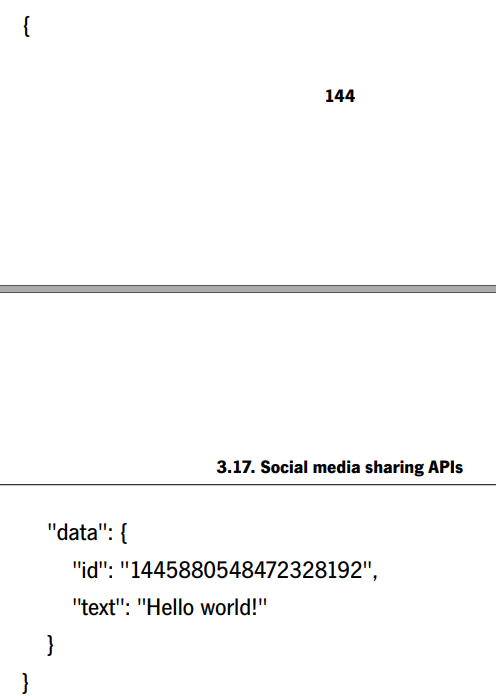 {
144
3.17. Social media sharing APIs
"data": {
"id": "1445880548472328192",
"text": "Hello world!"
}
}